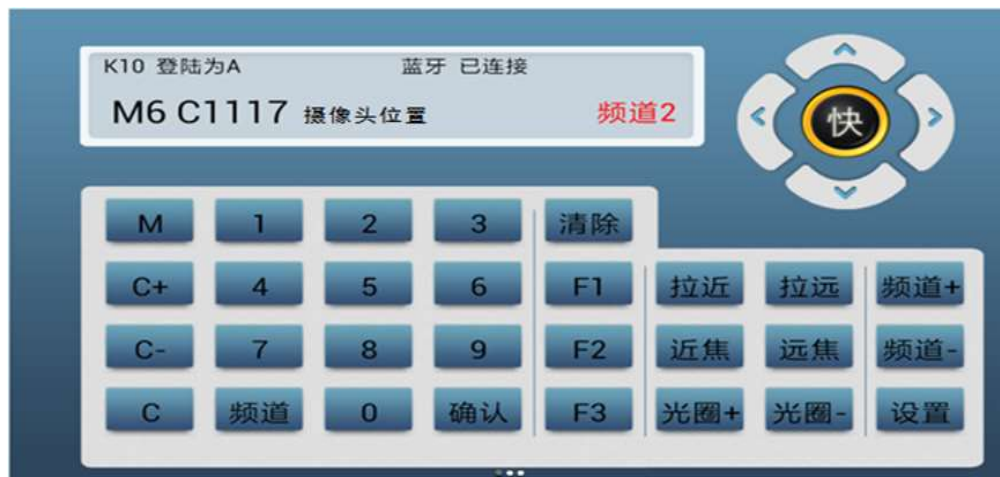 K10 登陆为A 蓝牙 已连接
M6 C1117 摄像头位置 频道2
快
M 1 2 3 清除
C+ 4 5 6 F1 拉近 拉远 频道+
C- 7 8 9 F2 近焦 远焦 频道-
C 频道 0 确认 F3 光圈+ 光圈- 设置